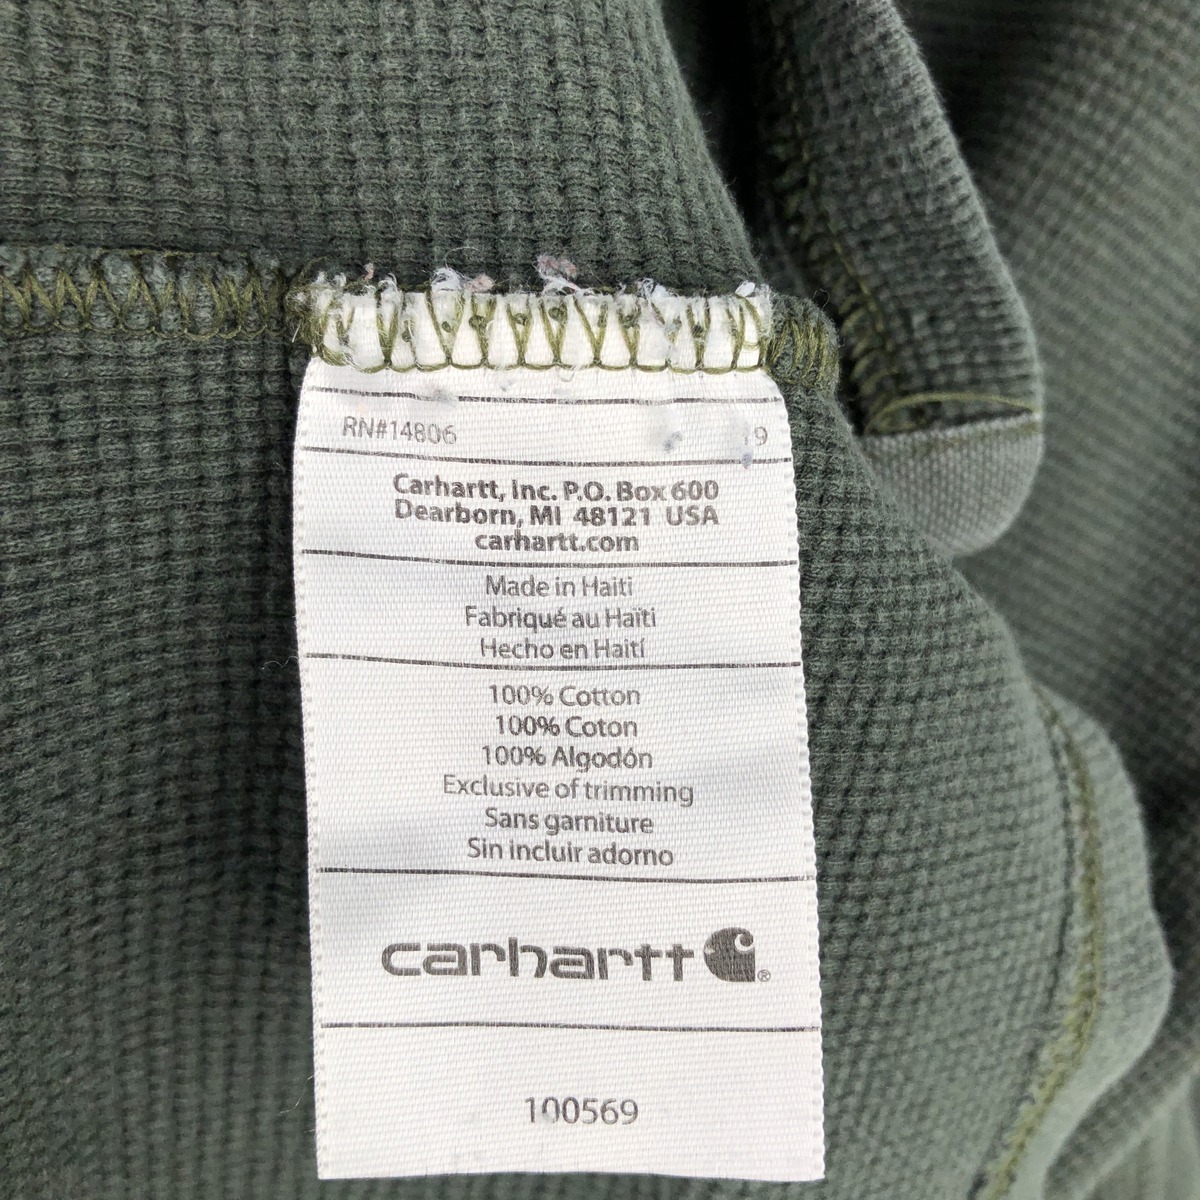 RN#14806 19
Carhartt, Inc. P.O. Box 600
Dearborn, MI 48121 USA
carhartt.com
Made in Haiti
Fabriqué au Haïti
Hecho en Haití
100% Cotton
100% Coton
100% Algodón
Exclusive of trimming
Sans garniture
Sin incluir adorno
carhartt ®
100569